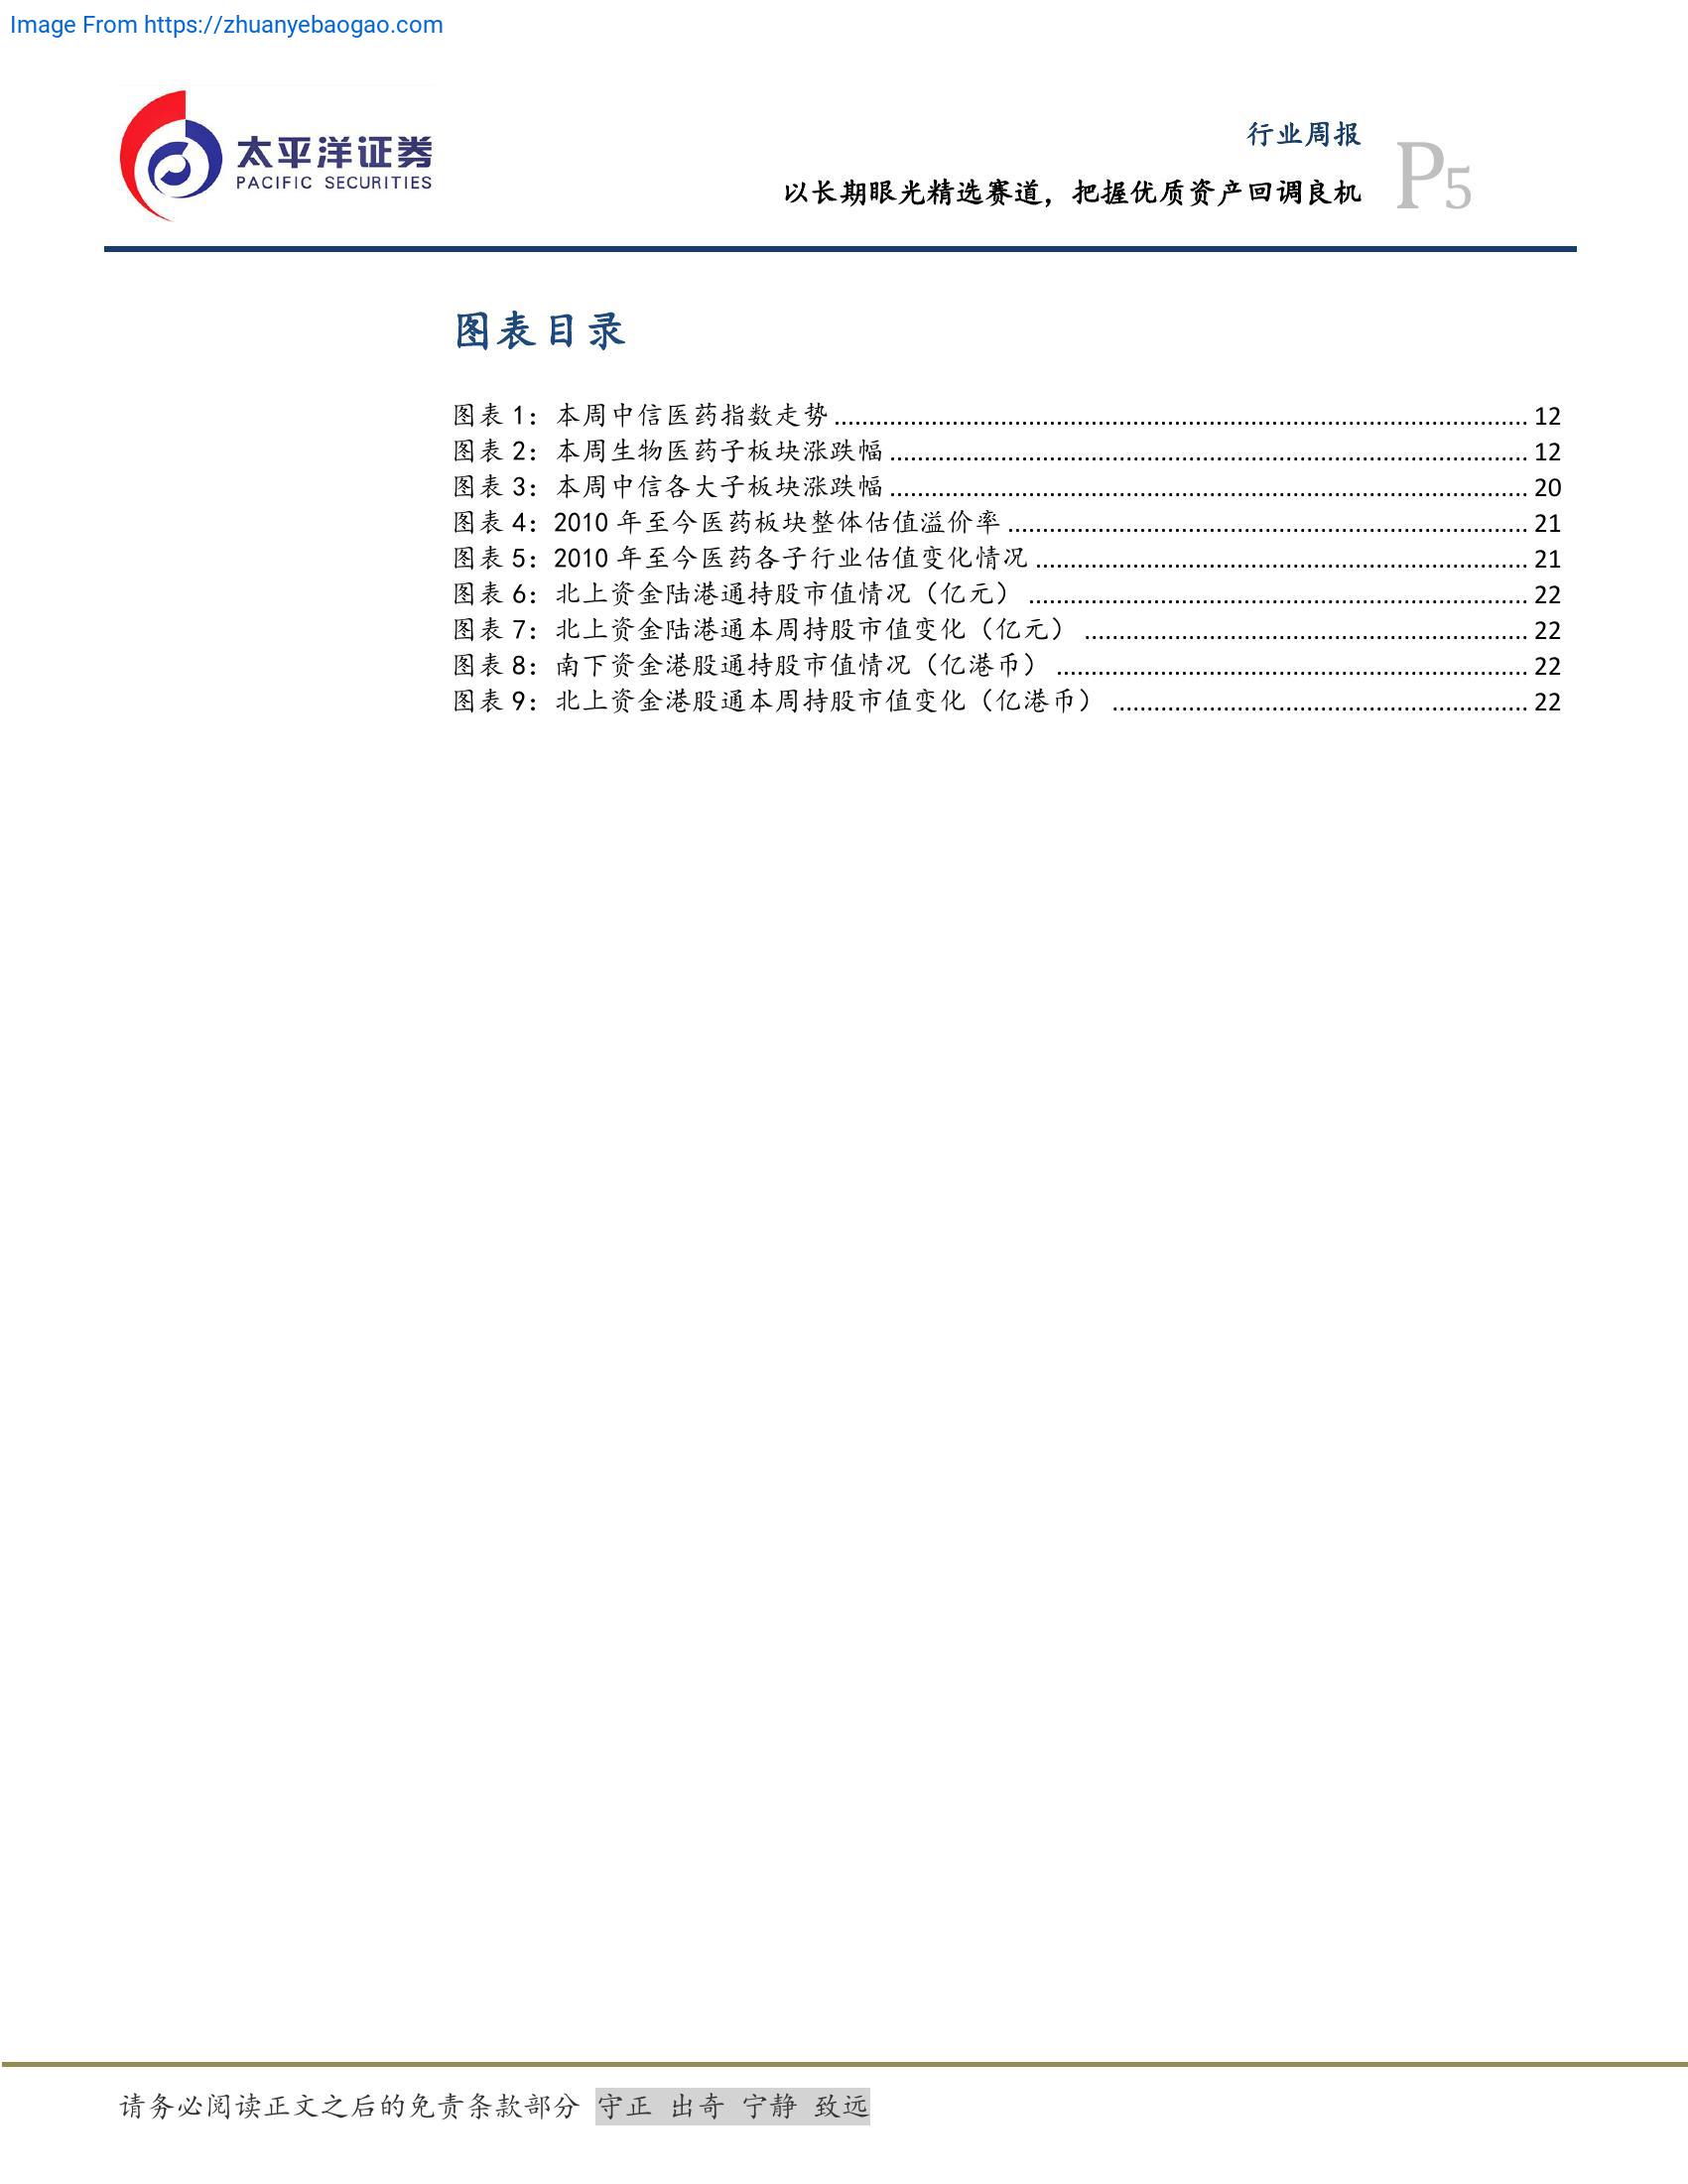 Image From https://zhuanyebaogao.com
太平洋证券
PACIFIC SECURITIES
行业周报
以长期眼光精选赛道，把握优质资产回调良机
P5
图表目录
图表 1：本周中信医药指数走势 12
图表 2：本周生物医药子板块涨跌幅 12
图表 3：本周中信各大子板块涨跌幅 20
图表 4：2010 年至今医药板块整体估值溢价率 21
图表 5：2010 年至今医药各子行业估值变化情况 21
图表 6：北上资金陆港通持股市值情况（亿元） 22
图表 7：北上资金陆港通本周持股市值变化（亿元） 22
图表 8：南下资金港股通持股市值情况（亿港币） 22
图表 9：北上资金港股通本周持股市值变化（亿港币） 22
请务必阅读正文之后的免责条款部分 守正 出奇 宁静 致远